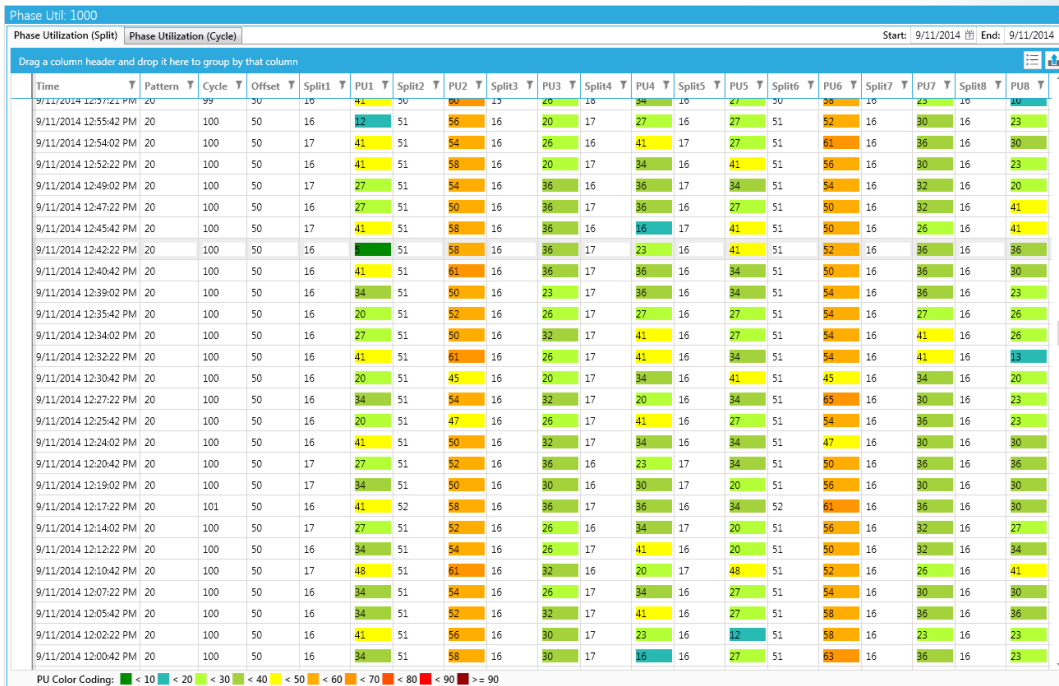 Phase Util: 1000
Phase Utilization (Split) Phase Utilization (Cycle) Start: 9/11/2014 End: 9/11/2014
Drag a column header and drop it here to group by that column
Time Pattern Cycle Offset Split1 PU1 Split2 PU2 Split3 PU3 Split4 PU4 Split5 PU5 Split6 PU6 Split7 PU7 Split8 PU8
9/11/2014 12:57:21 PM 20 99 50 16 41 50 60 15 26 18 34 16 27 50 58 16 23 16 10
9/11/2014 12:55:42 PM 20 100 50 16 12 51 56 16 20 17 27 16 27 51 52 16 30 16 23
9/11/2014 12:54:02 PM 20 100 50 17 41 51 54 16 26 16 41 17 27 51 61 16 36 16 30
9/11/2014 12:52:22 PM 20 100 50 16 41 51 58 16 20 17 34 16 41 51 56 16 30 16 23
9/11/2014 12:49:02 PM 20 100 50 17 27 51 54 16 36 16 36 17 34 51 54 16 32 16 20
9/11/2014 12:47:22 PM 20 100 50 16 27 51 50 16 36 17 36 16 27 51 50 16 32 16 41
9/11/2014 12:45:42 PM 20 100 50 17 41 51 58 16 36 16 16 17 41 51 50 16 26 16 41
9/11/2014 12:42:22 PM 20 100 50 16 5 51 58 16 36 17 23 16 41 51 52 16 36 16 36
9/11/2014 12:40:42 PM 20 100 50 16 41 51 61 16 36 17 36 16 34 51 50 16 36 16 30
9/11/2014 12:39:02 PM 20 100 50 16 34 51 50 16 23 17 36 16 34 51 54 16 36 16 23
9/11/2014 12:35:42 PM 20 100 50 16 20 51 52 16 26 17 27 16 27 51 54 16 27 16 26
9/11/2014 12:34:02 PM 20 100 50 16 27 51 50 16 32 17 41 16 27 51 54 16 41 16 26
9/11/2014 12:32:22 PM 20 100 50 16 41 51 61 16 26 17 41 16 34 51 54 16 41 16 13
9/11/2014 12:30:42 PM 20 100 50 16 20 51 45 16 20 17 34 16 41 51 45 16 34 16 20
9/11/2014 12:27:22 PM 20 100 50 16 34 51 54 16 32 17 20 16 34 51 65 16 30 16 23
9/11/2014 12:25:42 PM 20 100 50 16 20 51 47 16 26 17 41 16 27 51 54 16 36 16 23
9/11/2014 12:24:02 PM 20 100 50 16 41 51 50 16 32 17 34 16 34 51 47 16 30 16 30
9/11/2014 12:20:42 PM 20 100 50 17 27 51 52 16 36 16 23 17 34 51 50 16 36 16 36
9/11/2014 12:19:02 PM 20 100 50 17 34 51 50 16 30 16 30 17 20 51 56 16 30 16 30
9/11/2014 12:17:22 PM 20 101 50 16 41 52 58 16 36 17 36 16 34 52 61 16 36 16 30
9/11/2014 12:14:02 PM 20 100 50 17 27 51 52 16 26 16 34 17 20 51 56 16 32 16 27
9/11/2014 12:12:22 PM 20 100 50 16 34 51 54 16 26 17 41 16 20 51 50 16 32 16 34
9/11/2014 12:10:42 PM 20 100 50 17 48 51 61 16 32 16 20 17 48 51 52 16 26 16 41
9/11/2014 12:07:22 PM 20 100 50 16 34 51 54 16 26 17 34 16 27 51 54 16 30 16 30
9/11/2014 12:05:42 PM 20 100 50 16 34 51 52 16 32 17 41 16 27 51 58 16 36 16 36
9/11/2014 12:02:22 PM 20 100 50 16 41 51 56 16 30 17 23 16 12 51 58 16 23 16 23
9/11/2014 12:00:42 PM 20 100 50 16 34 51 58 16 30 17 16 16 27 51 63 16 36 16 23
PU Color Coding: < 10 < 20 < 30 < 40 < 50 < 60 < 70 < 80 < 90 >= 90